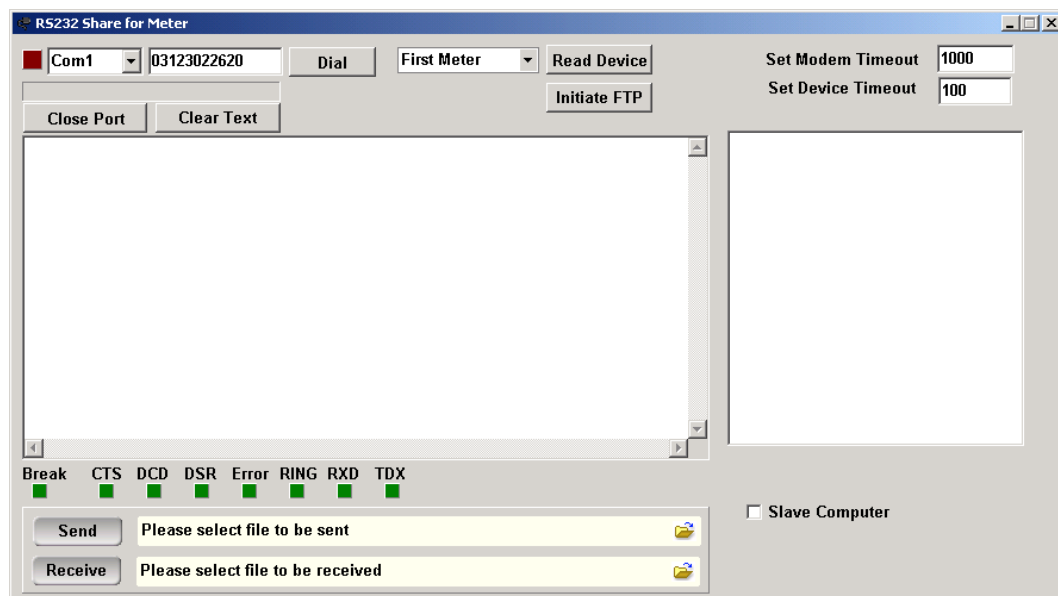 RS232 Share for Meter
Com1 03123022620 Dial First Meter Read Device Set Modem Timeout 1000
Initiate FTP Set Device Timeout 100
Close Port Clear Text
Break CTS DCD DSR Error RING RXD TDX
Send Please select file to be sent
Slave Computer
Receive Please select file to be received